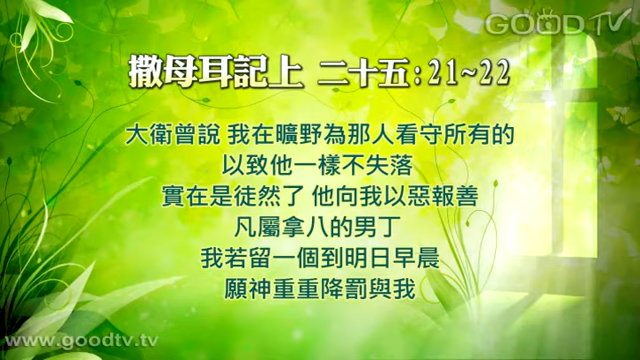 GOOD TV
撒母耳記上 二十五:21~22
大衛曾說 我在曠野為那人看守所有的
以致他一樣不失落
實在是徒然了 他向我以惡報善
凡屬拿八的男丁
我若留一個到明日早晨
願神重重降罰與我
www.goodtv.tv